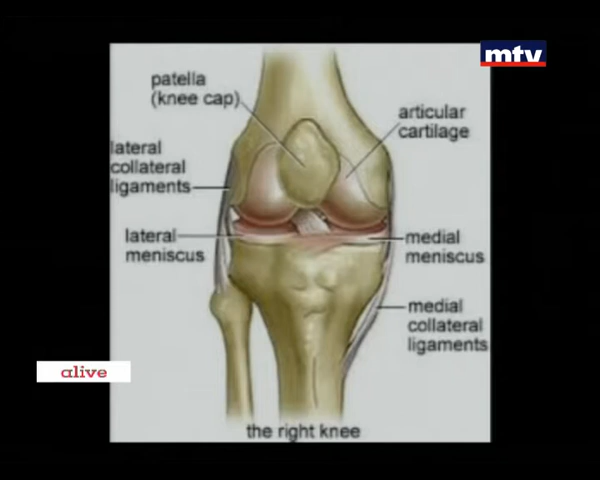 mtv
patella
(knee cap)
articular
cartilage
lateral
collateral
ligaments
lateral
meniscus
medial
meniscus
medial
collateral
ligaments
alive
the right knee